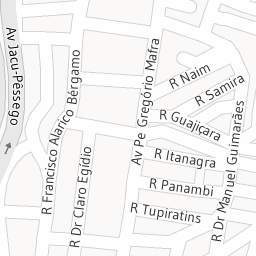 Av Jacu-Pêssego
R Francisco Alarico Bérgamo
R Dr Claro Egídio
Av Pe Gregório Mafra
R Naim
R Samira
R Guajiçara
R Itanagra
R Panambi
R Tupiratins
R Dr Manuel Guimarães